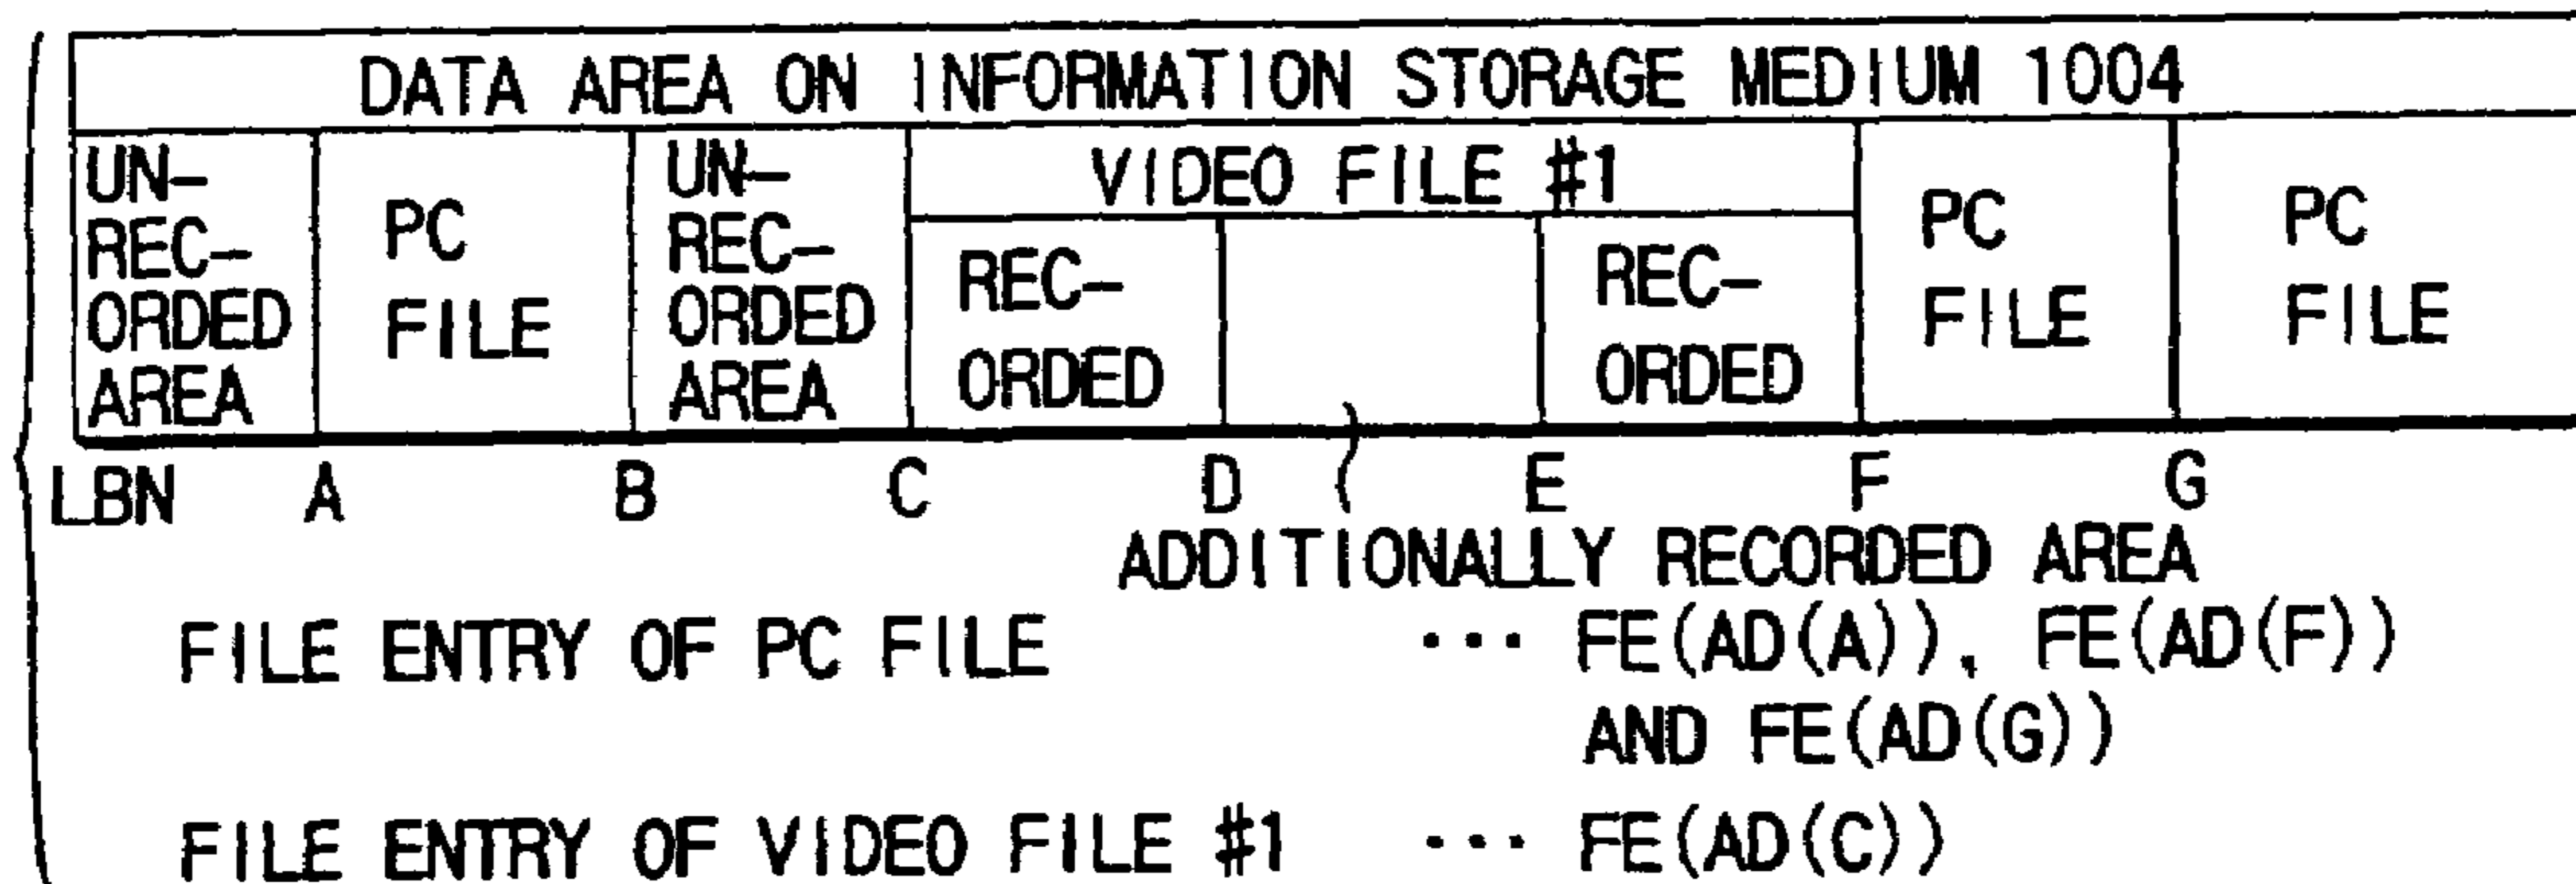 DATA AREA ON INFORMATION STORAGE MEDIUM 1004
UN-
REC-
ORDED
AREA
PC
FILE
UN-
REC-
ORDED
AREA
VIDEO FILE #1
REC-
ORDED
REC-
ORDED
PC
FILE
PC
FILE
LBN A B C D E F G
ADDITIONALLY RECORDED AREA
FILE ENTRY OF PC FILE ... FE(AD(A)), FE(AD(F))
AND FE(AD(G))
FILE ENTRY OF VIDEO FILE #1 ... FE(AD(C))